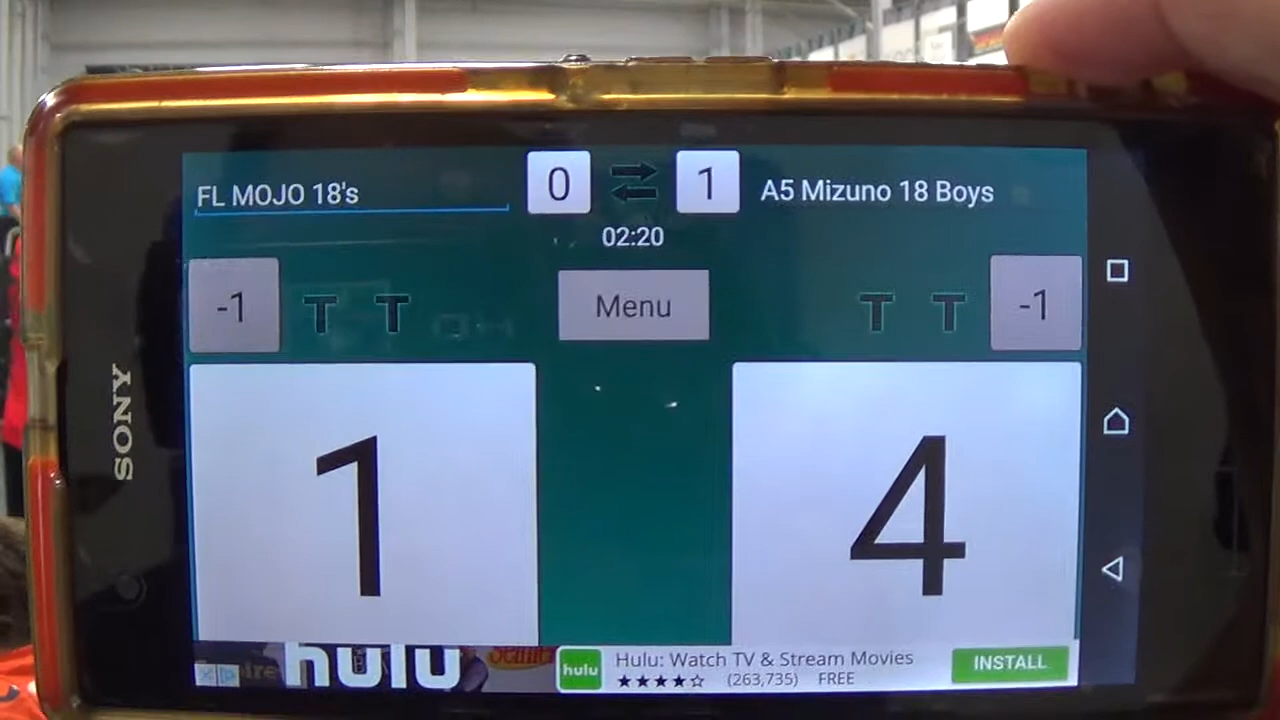 FL MOJO 18's
0
1
A5 Mizuno 18 Boys
02:20
-1
T T
Menu
T T
-1
SONY
1
4
hulu
hulu
Hulu: Watch TV & Stream Movies
(263,735) FREE
INSTALL